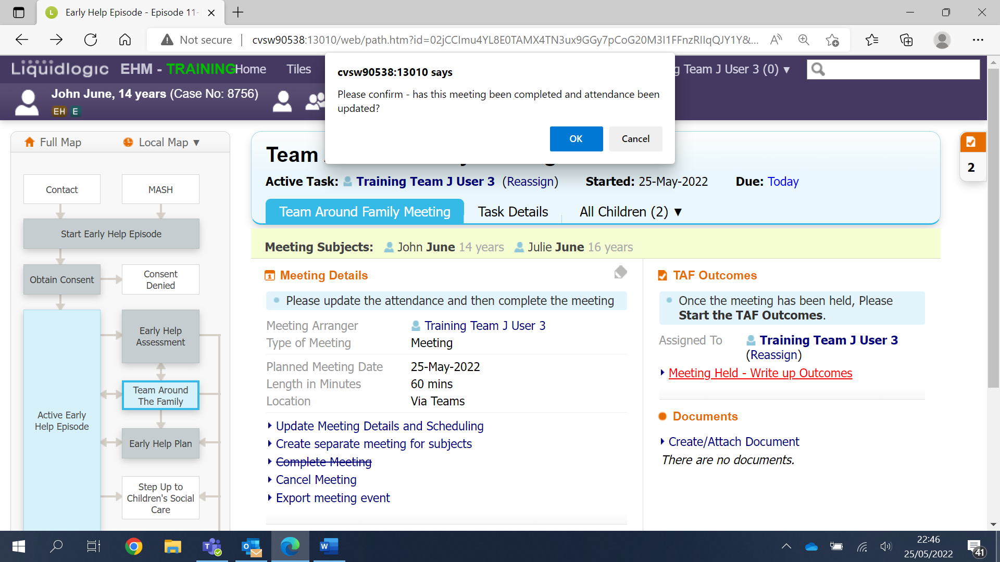 Early Help Episode - Episode 11-
Not secure
cvsw90538:13010/web/path.htm?id=02jCCImu4YL8E0TAMX4TN3ux9GGy7pCoG20M3I1FFnzRIIqQJY1Y&...
Liquidlogic EHM - TRAINING Home Tiles
g Team J User 3 (0) ▼
John June, 14 years (Case No: 8756)
EH E
cvsw90538:13010 says
Please confirm - has this meeting been completed and attendance been
updated?
OK Cancel
Full Map Local Map ▼
Contact
MASH
Start Early Help Episode
Obtain Consent
Consent
Denied
Early Help
Assessment
Team Around
The Family
Active Early
Help Episode
Early Help Plan
Step Up to
Children's Social
Care
Team
Active Task: Training Team J User 3 (Reassign) Started: 25-May-2022 Due: Today
Team Around Family Meeting Task Details All Children (2) ▼
2
Meeting Subjects: John June 14 years Julie June 16 years
Meeting Details
Please update the attendance and then complete the meeting
Meeting Arranger Training Team J User 3
Type of Meeting Meeting
Planned Meeting Date 25-May-2022
Length in Minutes 60 mins
Location Via Teams
Update Meeting Details and Scheduling
Create separate meeting for subjects
Complete Meeting
Cancel Meeting
Export meeting event
TAF Outcomes
Once the meeting has been held, Please
Start the TAF Outcomes.
Assigned To Training Team J User 3
(Reassign)
Meeting Held - Write up Outcomes
Documents
Create/Attach Document
There are no documents.
22:46
25/05/2022
41